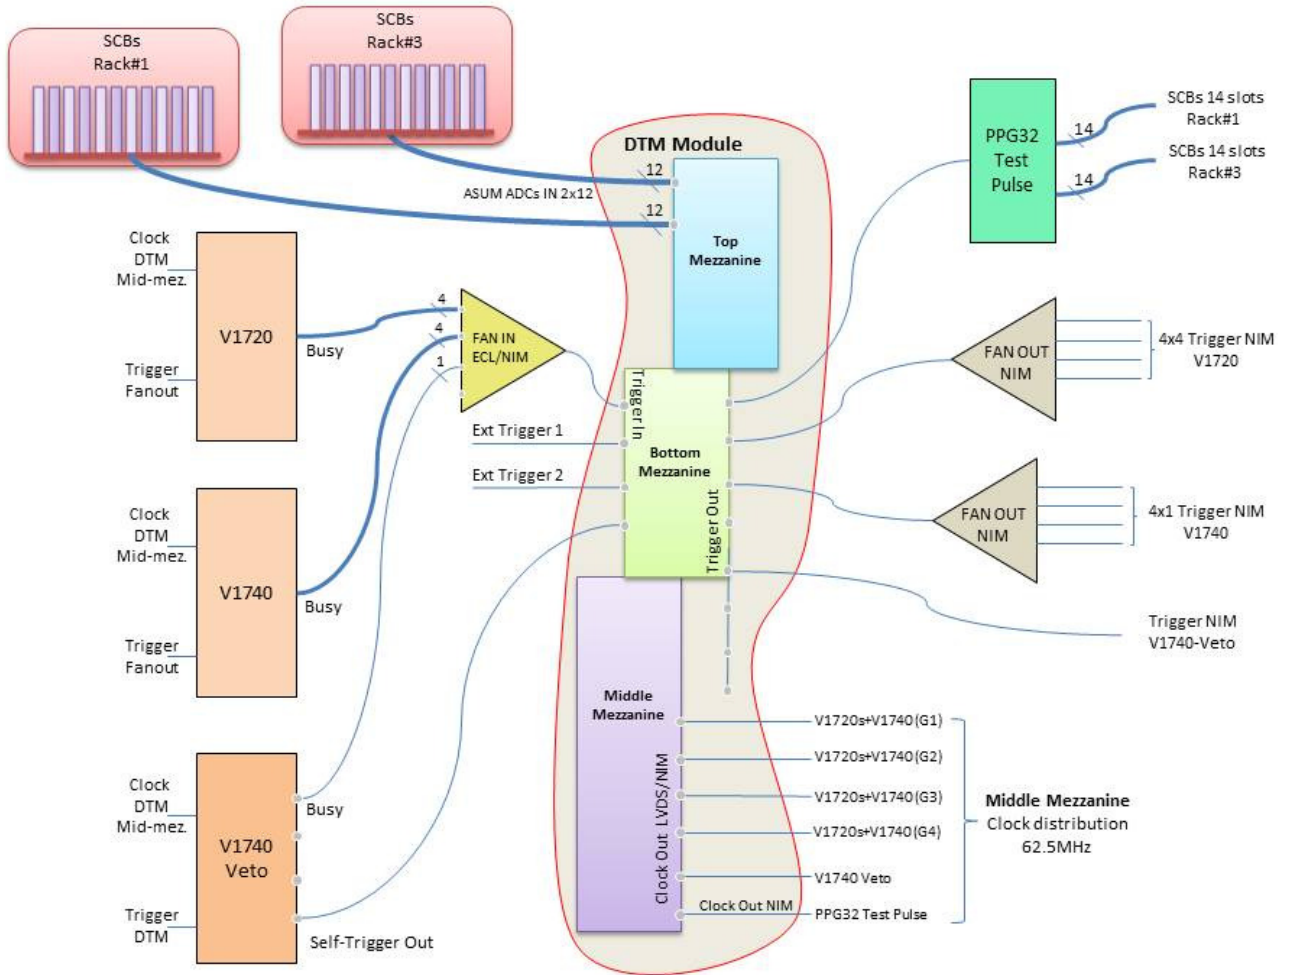 SCBs
Rack#1
SCBs
Rack#3
DTM Module
12
12
ASUM ADCs IN 2x12
Top
Mezzanine
PPG32
Test
Pulse
14
14
SCBs 14 slots
Rack#1
SCBs 14 slots
Rack#3
Clock
DTM
Mid-mez.
V1720
Trigger
Fanout
Busy
4
4
1
FAN IN
ECL/NIM
FAN OUT
NIM
4x4 Trigger NIM
V1720
Trigger In
Ext Trigger 1
Ext Trigger 2
Bottom
Mezzanine
Trigger Out
FAN OUT
NIM
4x1 Trigger NIM
V1740
Clock
DTM
Mid-mez.
V1740
Trigger
Fanout
Busy
Trigger NIM
V1740-Veto
Middle
Mezzanine
Clock Out LVDS/NIM
V1720s+V1740(G1)
V1720s+V1740(G2)
V1720s+V1740(G3)
V1720s+V1740(G4)
V1740 Veto
Clock Out NIM
PPG32 Test Pulse
Middle Mezzanine
Clock distribution
62.5MHz
Clock
DTM
Mid-mez.
V1740
Veto
Trigger
DTM
Busy
Self-Trigger Out